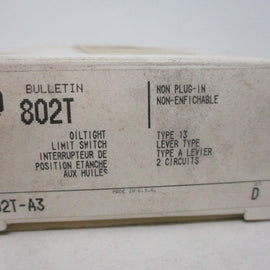 BULLETIN
802T
OILTIGHT
LIMIT SWITCH
INTERRUPTEUR DE
POSITION ETANCHE
AUX HUILES
NON PLUG-IN
NON-ENFICHABLE
TYPE 13
LEVER TYPE
TYPE A LEVIER
2 CIRCUITS
MADE IN U.S.A.
02T-A3
D